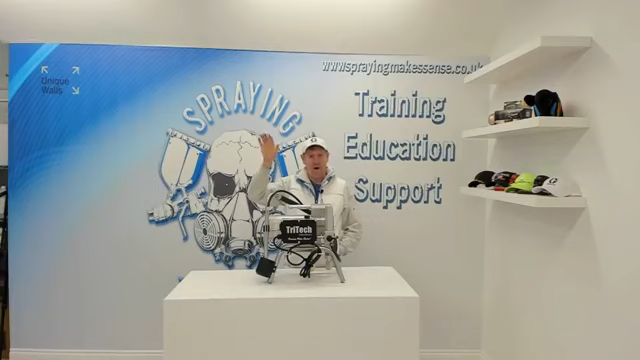 Unique
Walls
www.sprayingmakessense.co.uk
SPRAYING
Training
Education
Support
TriTech